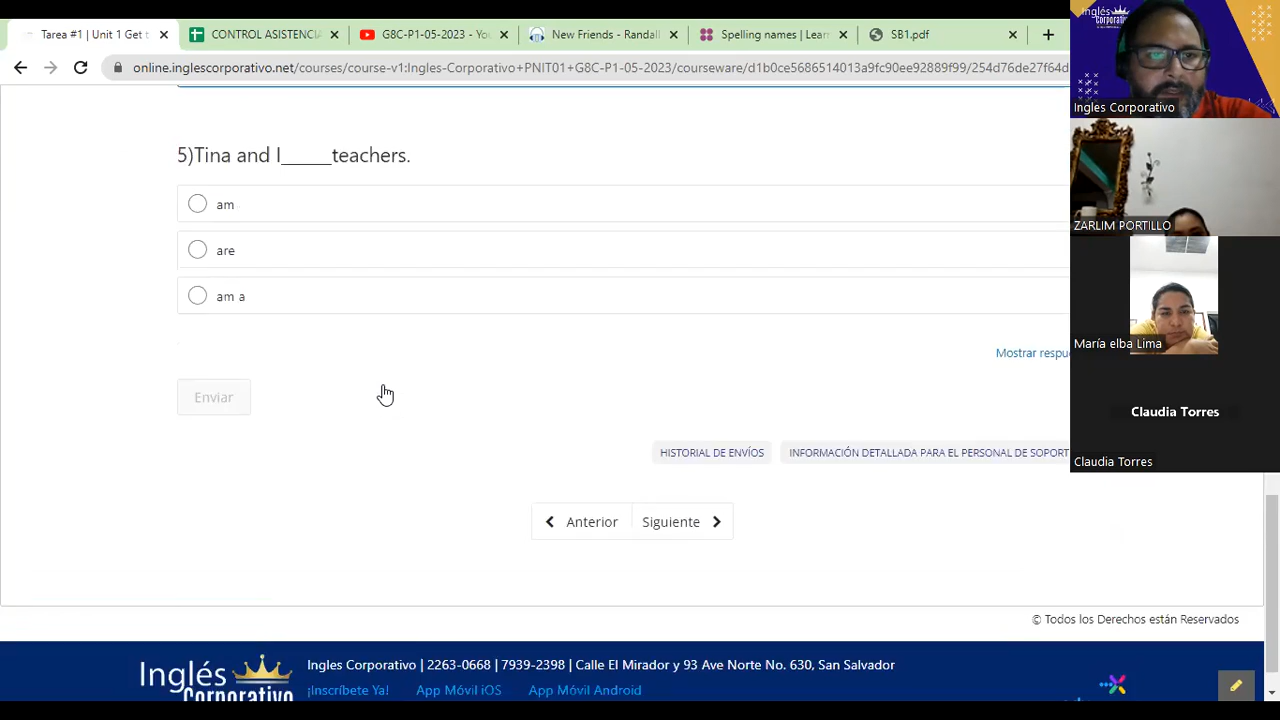 Tarea #1 | Unit 1 Get t
CONTROL ASISTENCIA
G8C-P1-05-2023 - You
New Friends - Randall
Spelling names | Learn
SB1.pdf
online.inglescorporativo.net/courses/course-v1:Ingles-Corporativo+PNIT01+G8C-P1-05-2023/courseware/d1b0ce5686514013a9fc90ee92889f99/254d76de27f64d
5)Tina and I_____teachers.
am
are
am a
Mostrar respu
Enviar
HISTORIAL DE ENVÍOS
INFORMACIÓN DETALLADA PARA EL PERSONAL DE SOPORT
Anterior
Siguiente
© Todos los Derechos están Reservados
Inglés
Corporativo
Ingles Corporativo | 2263-0668 | 7939-2398 | Calle El Mirador y 93 Ave Norte No. 630, San Salvador
¡Inscríbete Ya!
App Móvil iOS
App Móvil Android
Inglés
Corporativo
Ingles Corporativo
ZARLIM PORTILLO
María elba Lima
Claudia Torres
Claudia Torres